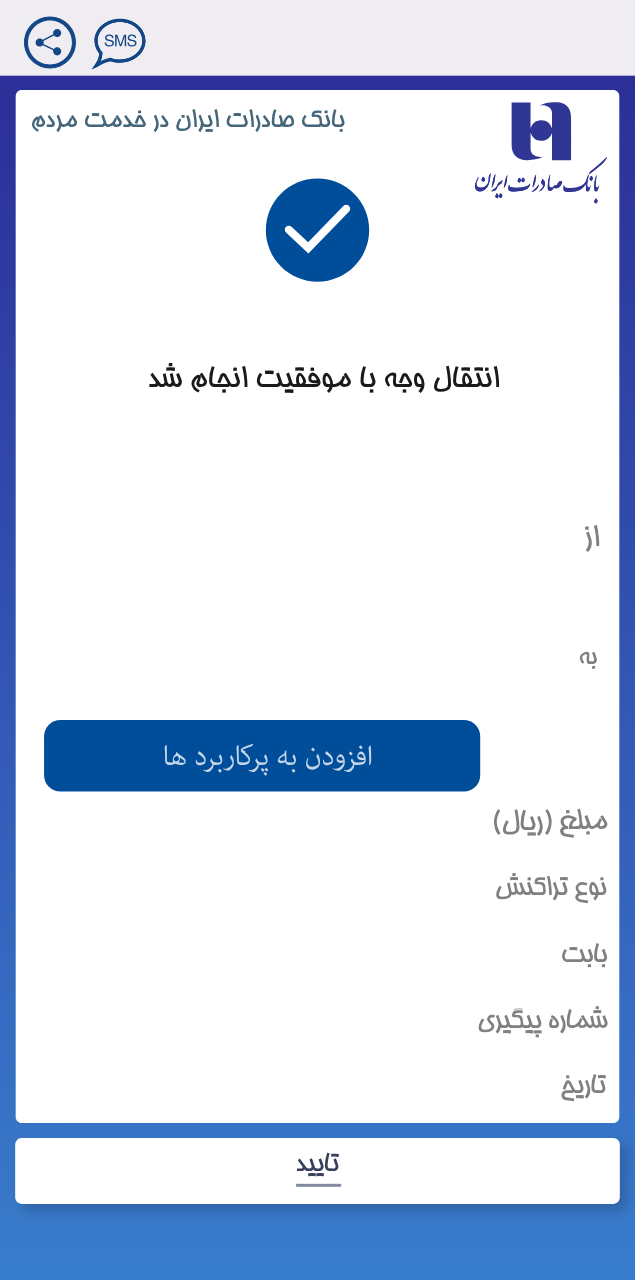 SMS
بانک صادرات ایران در خدمت مردم
بانک صادرات ایران
انتقال وجه با موفقیت انجام شد
از
به
افزودن به پرکاربرد ها
مبلغ (ریال)
نوع تراکنش
بابت
شماره پیگیری
تاریخ
تایید